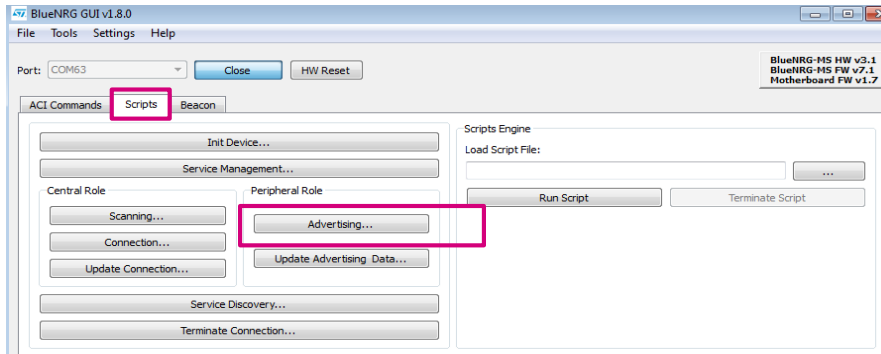 BlueNRG GUI v1.8.0
File Tools Settings Help
Port: COM63 Close HW Reset
BlueNRG-MS HW v3.1
BlueNRG-MS FW v7.1
Motherboard FW v1.7
ACI Commands Scripts Beacon
Init Device...
Service Management...
Central Role
Scanning...
Connection...
Update Connection...
Peripheral Role
Advertising...
Update Advertising Data...
Service Discovery...
Terminate Connection...
Scripts Engine
Load Script File:
...
Run Script Terminate Script